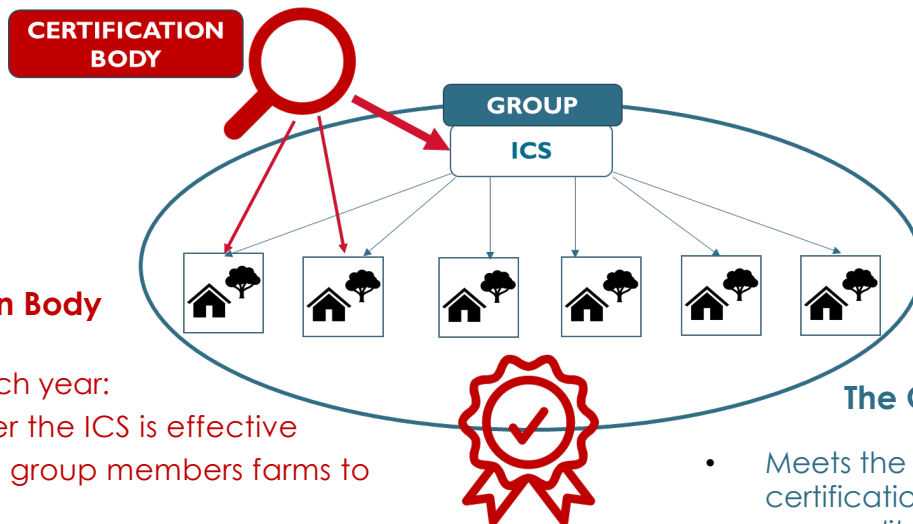 CERTIFICATION
BODY
GROUP
ICS
n Body
ch year:
er the ICS is effective
group members farms to
The
• Meets the
certificatio